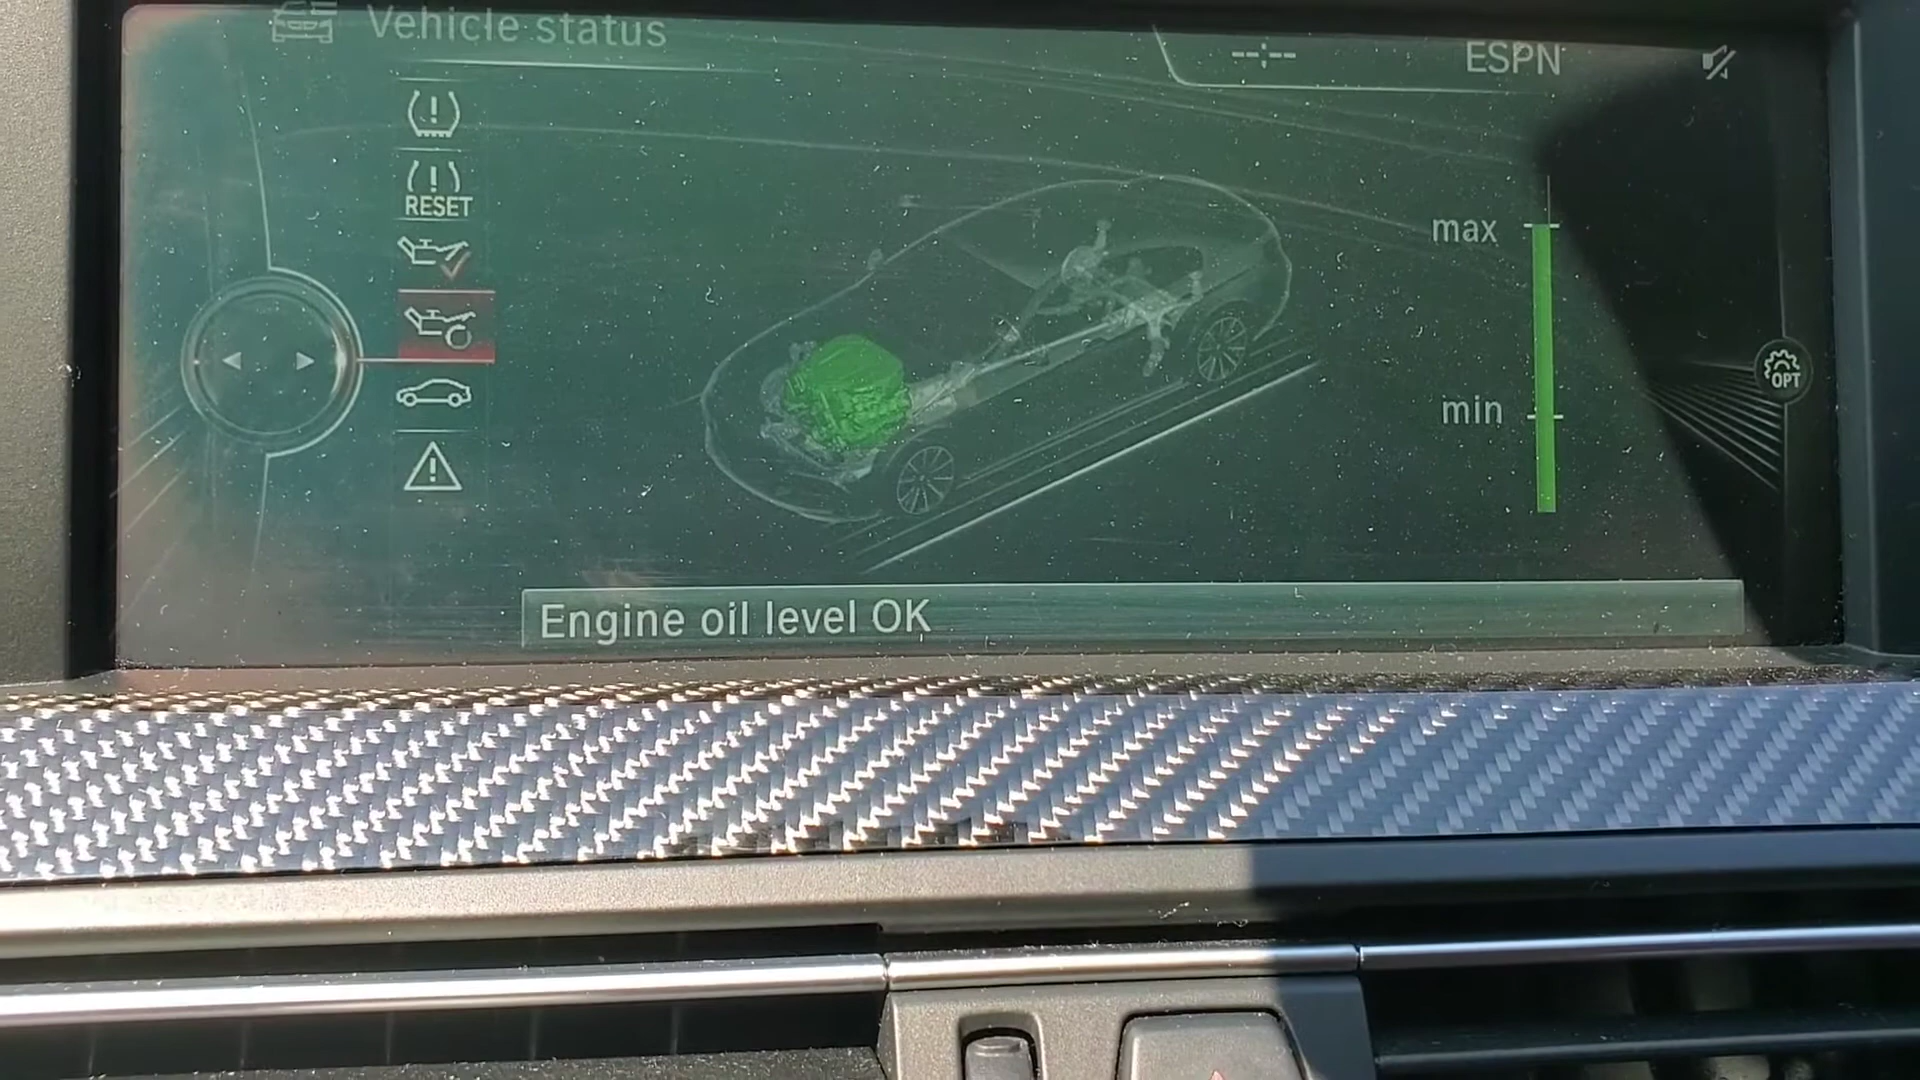 Vehicle status
--:--
ESPN
RESET
max
min
OPT
Engine oil level OK